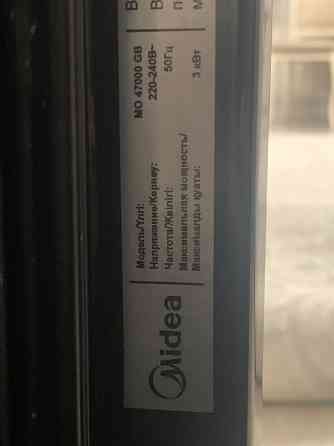 Midea
Модель/Үлгі: MO 47000 GB
Напряжение/Кернеу: 220-240В~
Частота/Жиілігі: 50Гц
Максимальная мощность/
Максималды қуаты: 3 кВт